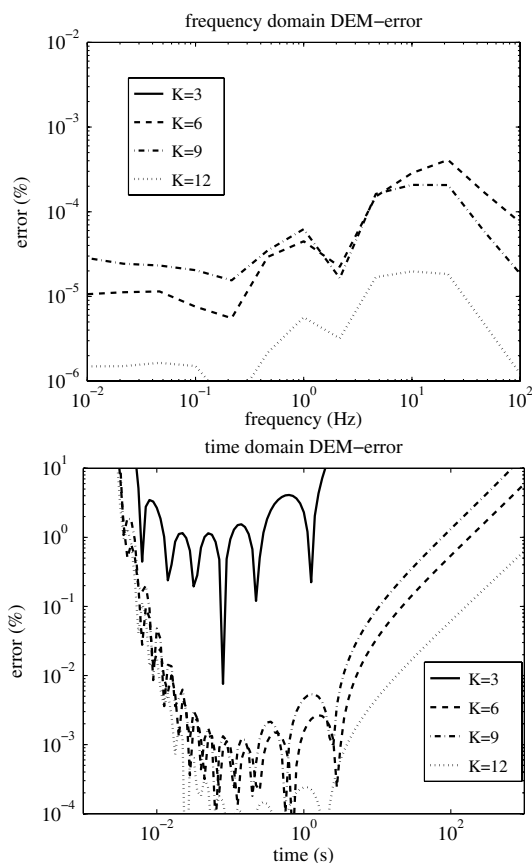 frequency domain DEM−error
10^−2
10^−3
10^−4
10^−5
10^−6
error (%)
K=3
K=6
K=9
K=12
10^−2
10^−1
10^0
10^1
10^2
frequency (Hz)
time domain DEM−error
10^1
10^0
10^−1
10^−2
10^−3
10^−4
error (%)
K=3
K=6
K=9
K=12
10^−2
10^0
10^2
time (s)